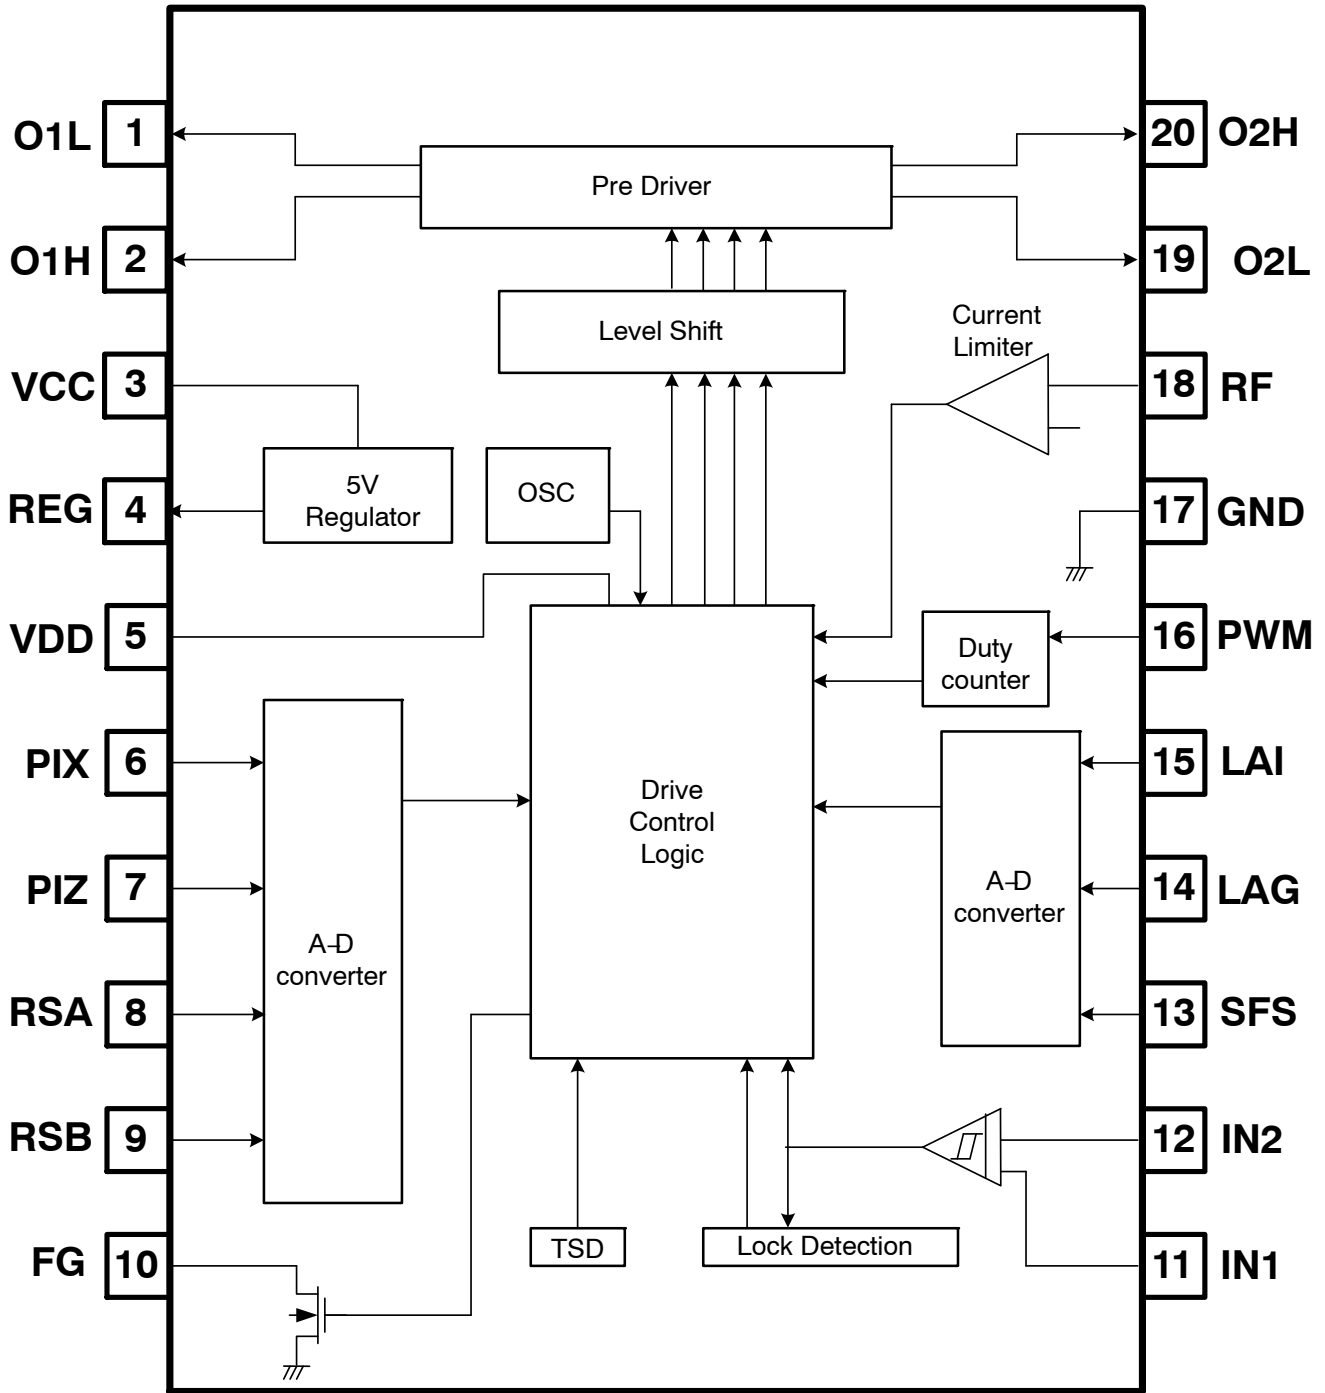 O1L 1
O1H 2
VCC 3
REG 4
VDD 5
PIX 6
PIZ 7
RSA 8
RSB 9
FG 10
Pre Driver
Level Shift
Current
Limiter
5V
Regulator
OSC
Duty
counter
Drive
Control
Logic
A-D
converter
A-D
converter
TSD
Lock Detection
20 O2H
19 O2L
18 RF
17 GND
16 PWM
15 LAI
14 LAG
13 SFS
12 IN2
11 IN1